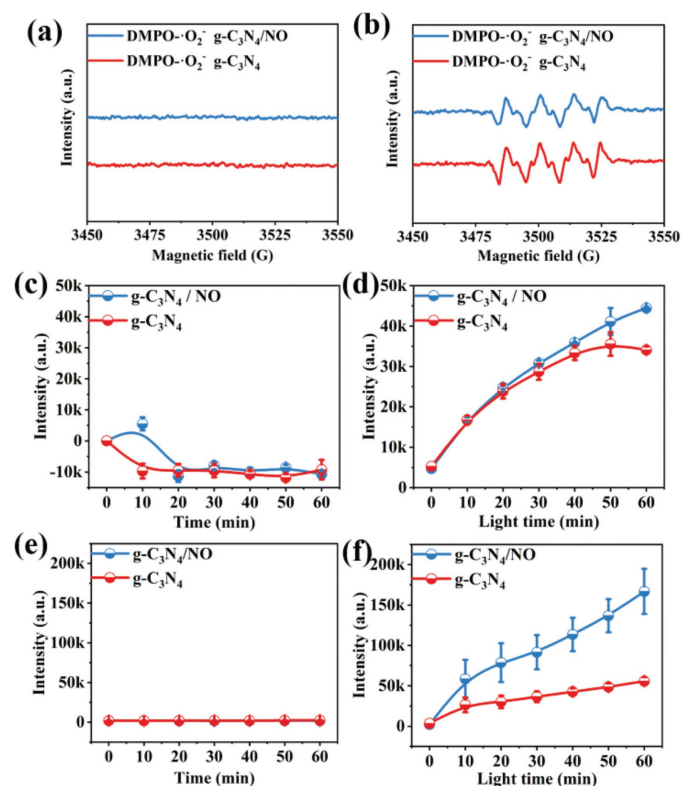 (a)
DMPO-·O₂⁻ g-C₃N₄/NO
DMPO-·O₂⁻ g-C₃N₄
Intensity (a.u.)
3450 3475 3500 3525 3550
Magnetic field (G)
(b)
DMPO-·O₂⁻ g-C₃N₄/NO
DMPO-·O₂⁻ g-C₃N₄
Intensity (a.u.)
3450 3475 3500 3525 3550
Magnetic field (G)
(c)
g-C₃N₄ / NO
g-C₃N₄
Intensity (a.u.)
50k
40k
30k
20k
10k
0
-10k
0 10 20 30 40 50 60
Time (min)
(d)
g-C₃N₄ / NO
g-C₃N₄
Intensity (a.u.)
50k
40k
30k
20k
10k
0
0 10 20 30 40 50 60
Light time (min)
(e)
g-C₃N₄/NO
g-C₃N₄
Intensity (a.u.)
200k
150k
100k
50k
0
0 10 20 30 40 50 60
Time (min)
(f)
g-C₃N₄/NO
g-C₃N₄
Intensity (a.u.)
200k
150k
100k
50k
0
0 10 20 30 40 50 60
Light time (min)